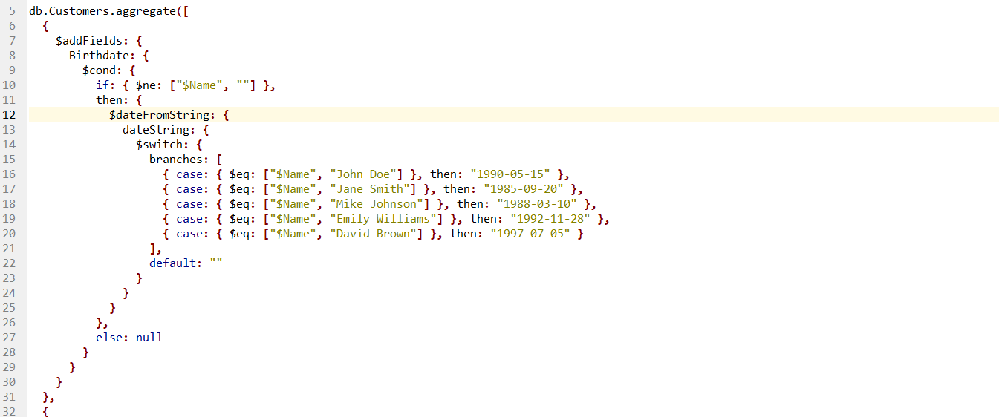 5 db.Customers.aggregate([
6   {
7     $addFields: {
8       Birthdate: {
9         $cond: {
10           if: { $ne: ["$Name", ""] },
11           then: {
12             $dateFromString: {
13               dateString: {
14                 $switch: {
15                   branches: [
16                     { case: { $eq: ["$Name", "John Doe"] }, then: "1990-05-15" },
17                     { case: { $eq: ["$Name", "Jane Smith"] }, then: "1985-09-20" },
18                     { case: { $eq: ["$Name", "Mike Johnson"] }, then: "1988-03-10" },
19                     { case: { $eq: ["$Name", "Emily Williams"] }, then: "1992-11-28" },
20                     { case: { $eq: ["$Name", "David Brown"] }, then: "1997-07-05" }
21                   ],
22                   default: ""
23                 }
24               }
25             }
26           },
27           else: null
28         }
29       }
30     }
31   },
32   {